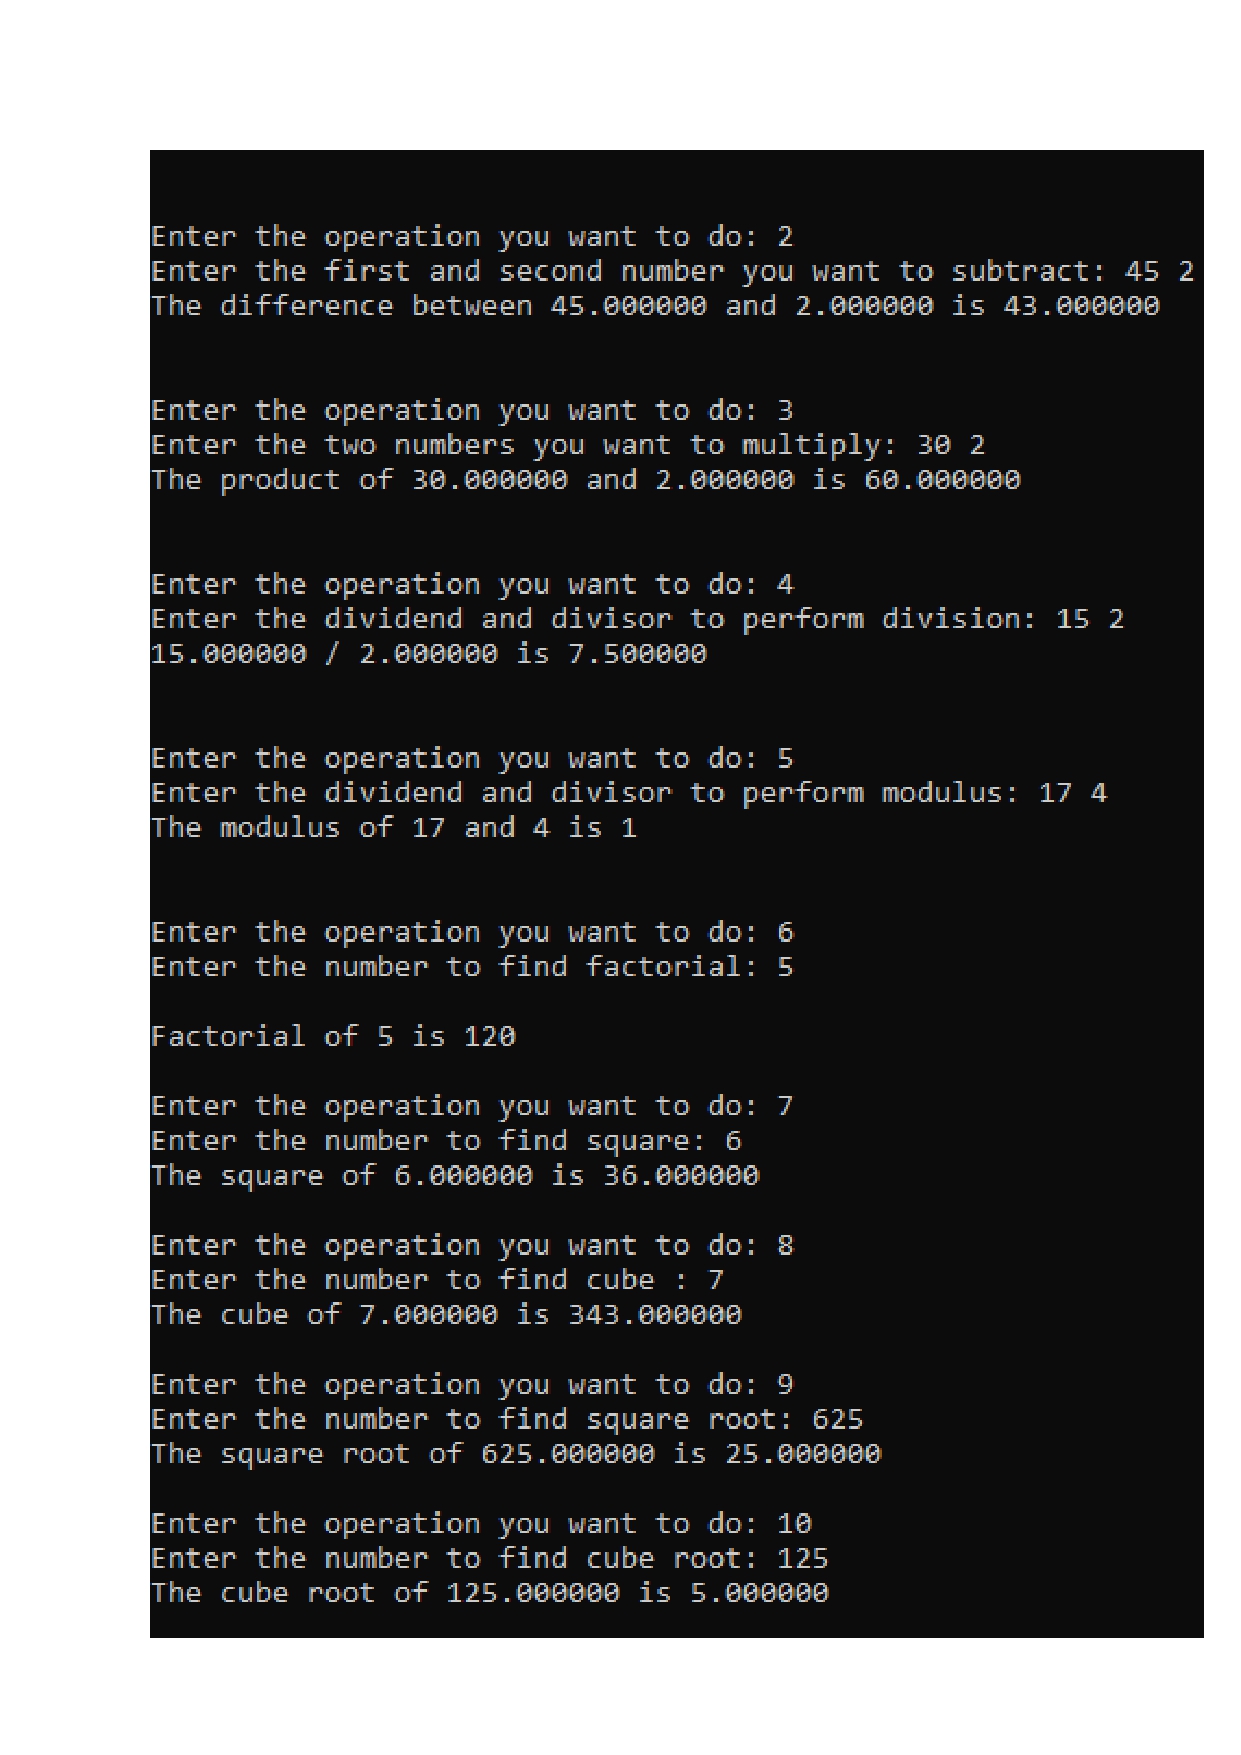 Enter the operation you want to do: 2
Enter the first and second number you want to subtract: 45 2
The difference between 45.000000 and 2.000000 is 43.000000
Enter the operation you want to do: 3
Enter the two numbers you want to multiply: 30 2
The product of 30.000000 and 2.000000 is 60.000000
Enter the operation you want to do: 4
Enter the dividend and divisor to perform division: 15 2
15.000000 / 2.000000 is 7.500000
Enter the operation you want to do: 5
Enter the dividend and divisor to perform modulus: 17 4
The modulus of 17 and 4 is 1
Enter the operation you want to do: 6
Enter the number to find factorial: 5
Factorial of 5 is 120
Enter the operation you want to do: 7
Enter the number to find square: 6
The square of 6.000000 is 36.000000
Enter the operation you want to do: 8
Enter the number to find cube : 7
The cube of 7.000000 is 343.000000
Enter the operation you want to do: 9
Enter the number to find square root: 625
The square root of 625.000000 is 25.000000
Enter the operation you want to do: 10
Enter the number to find cube root: 125
The cube root of 125.000000 is 5.000000